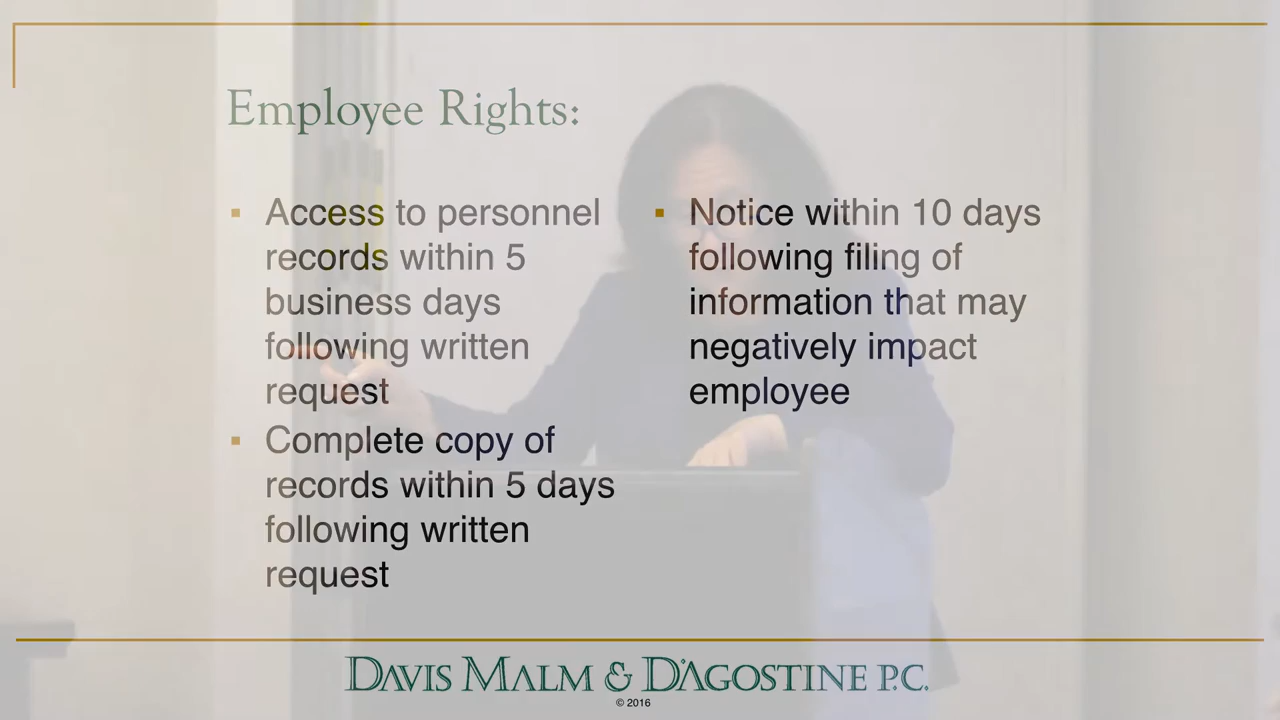 Employee Rights:
▪ Access to personnel
records within 5
business days
following written
request
▪ Complete copy of
records within 5 days
following written
request
▪ Notice within 10 days
following filing of
information that may
negatively impact
employee
DAVIS MALM & D'AGOSTINE P.C.
© 2016